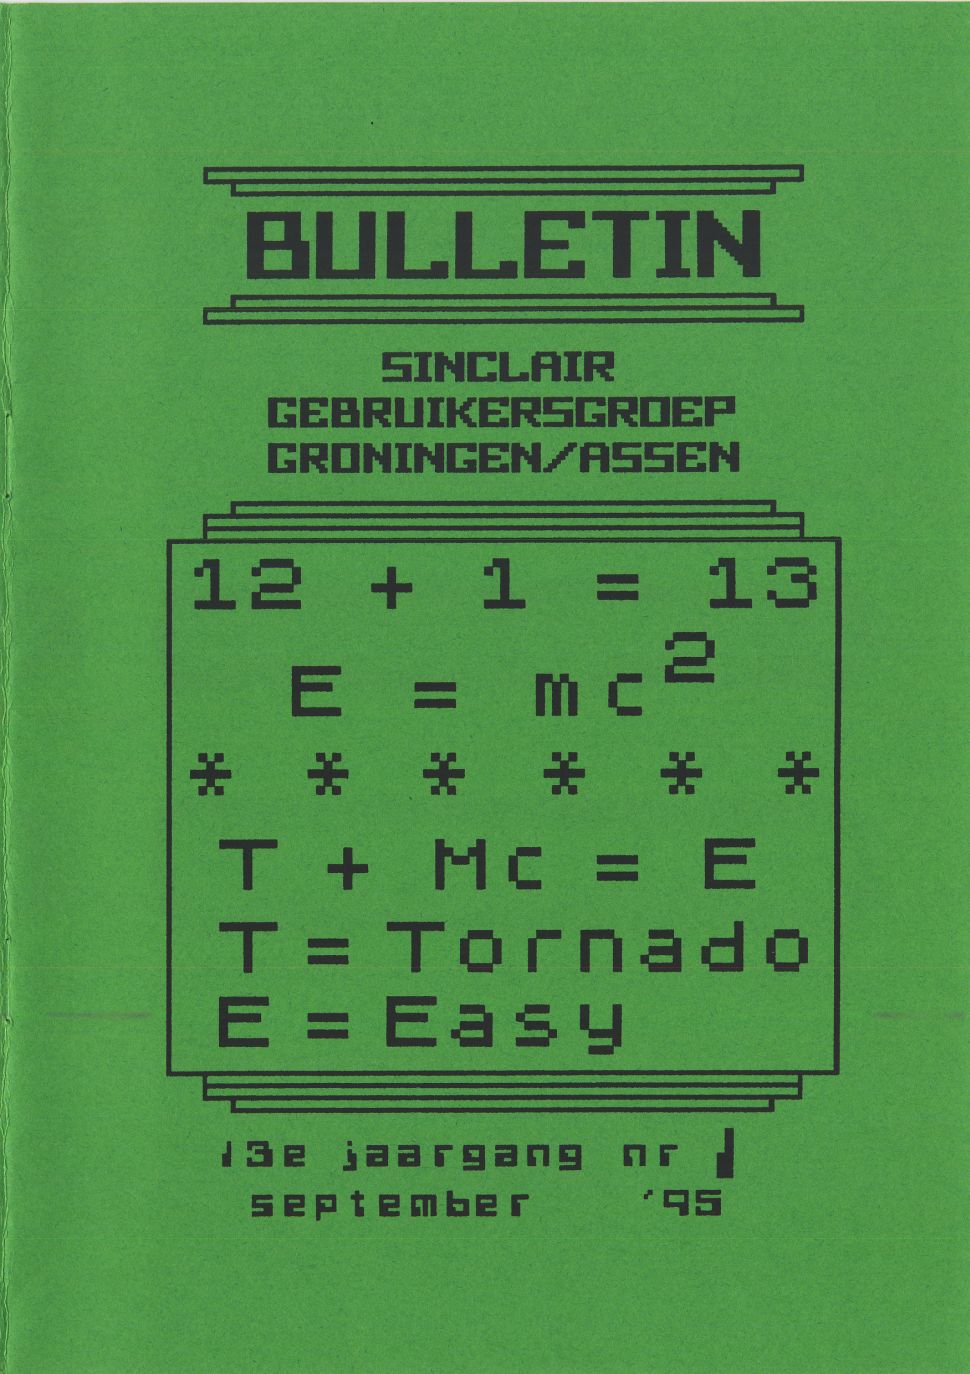 BULLETIN
SINCLAIR
GEBRUIKERSGROEP
GRONINGEN/ASSEN
12 + 1 = 13
E = mc²
* * * * * *
T + Mc = E
T = Tornado
E = Easy
13e jaargang nr 1
september '95